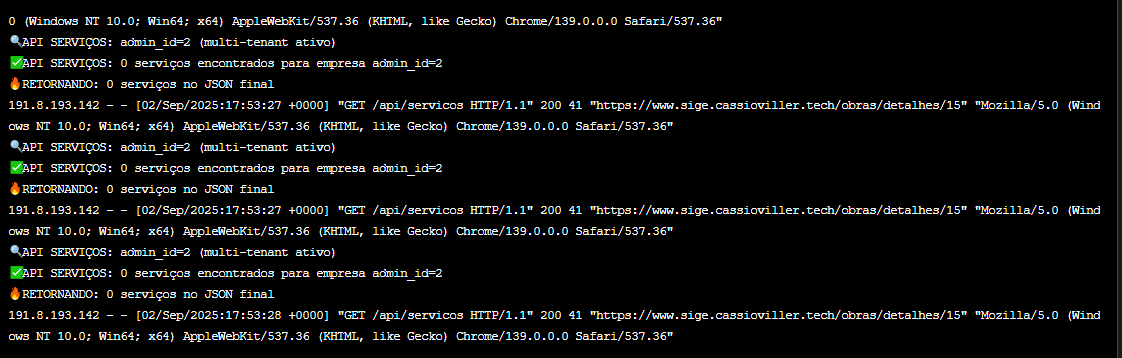 0 (Windows NT 10.0; Win64; x64) AppleWebKit/537.36 (KHTML, like Gecko) Chrome/139.0.0.0 Safari/537.36"
🔍API SERVIÇOS: admin_id=2 (multi-tenant ativo)
✅API SERVIÇOS: 0 serviços encontrados para empresa admin_id=2
🔥RETORNANDO: 0 serviços no JSON final
191.8.193.142 - - [02/Sep/2025:17:53:27 +0000] "GET /api/servicos HTTP/1.1" 200 41 "https://www.sige.cassioviller.tech/obras/detalhes/15" "Mozilla/5.0 (Wind
ows NT 10.0; Win64; x64) AppleWebKit/537.36 (KHTML, like Gecko) Chrome/139.0.0.0 Safari/537.36"
🔍API SERVIÇOS: admin_id=2 (multi-tenant ativo)
✅API SERVIÇOS: 0 serviços encontrados para empresa admin_id=2
🔥RETORNANDO: 0 serviços no JSON final
191.8.193.142 - - [02/Sep/2025:17:53:27 +0000] "GET /api/servicos HTTP/1.1" 200 41 "https://www.sige.cassioviller.tech/obras/detalhes/15" "Mozilla/5.0 (Wind
ows NT 10.0; Win64; x64) AppleWebKit/537.36 (KHTML, like Gecko) Chrome/139.0.0.0 Safari/537.36"
🔍API SERVIÇOS: admin_id=2 (multi-tenant ativo)
✅API SERVIÇOS: 0 serviços encontrados para empresa admin_id=2
🔥RETORNANDO: 0 serviços no JSON final
191.8.193.142 - - [02/Sep/2025:17:53:28 +0000] "GET /api/servicos HTTP/1.1" 200 41 "https://www.sige.cassioviller.tech/obras/detalhes/15" "Mozilla/5.0 (Wind
ows NT 10.0; Win64; x64) AppleWebKit/537.36 (KHTML, like Gecko) Chrome/139.0.0.0 Safari/537.36"